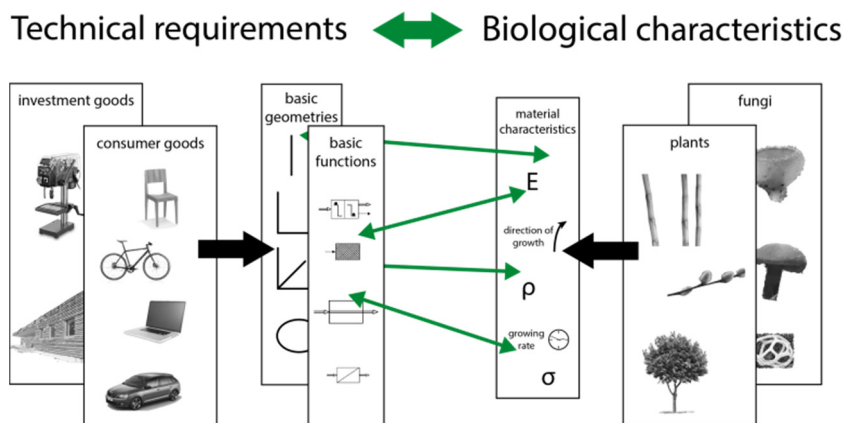 Technical requirements
Biological characteristics
investment goods
consumer goods
basic
geometries
basic
functions
material
characteristics
E
direction of
growth
ρ
growing
rate
σ
plants
fungi